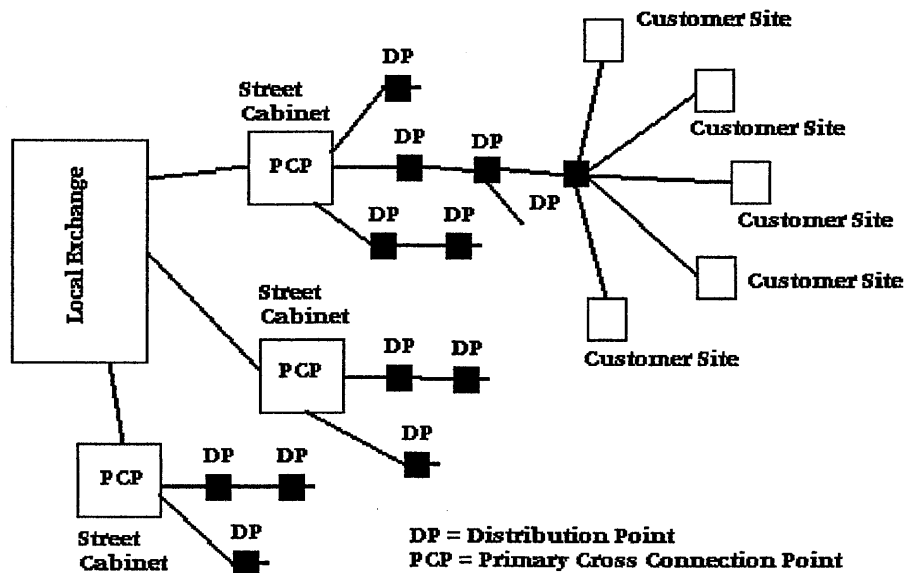 Customer Site
DP
Street
Cabinet
Customer Site
DP
DP
PCP
DP
Customer Site
DP
DP
Local Exchange
Customer Site
Street
Cabinet
DP
DP
Customer Site
PCP
DP
DP
DP
PCP
DP
Street
Cabinet
DP = Distribution Point
PCP = Primary Cross Connection Point